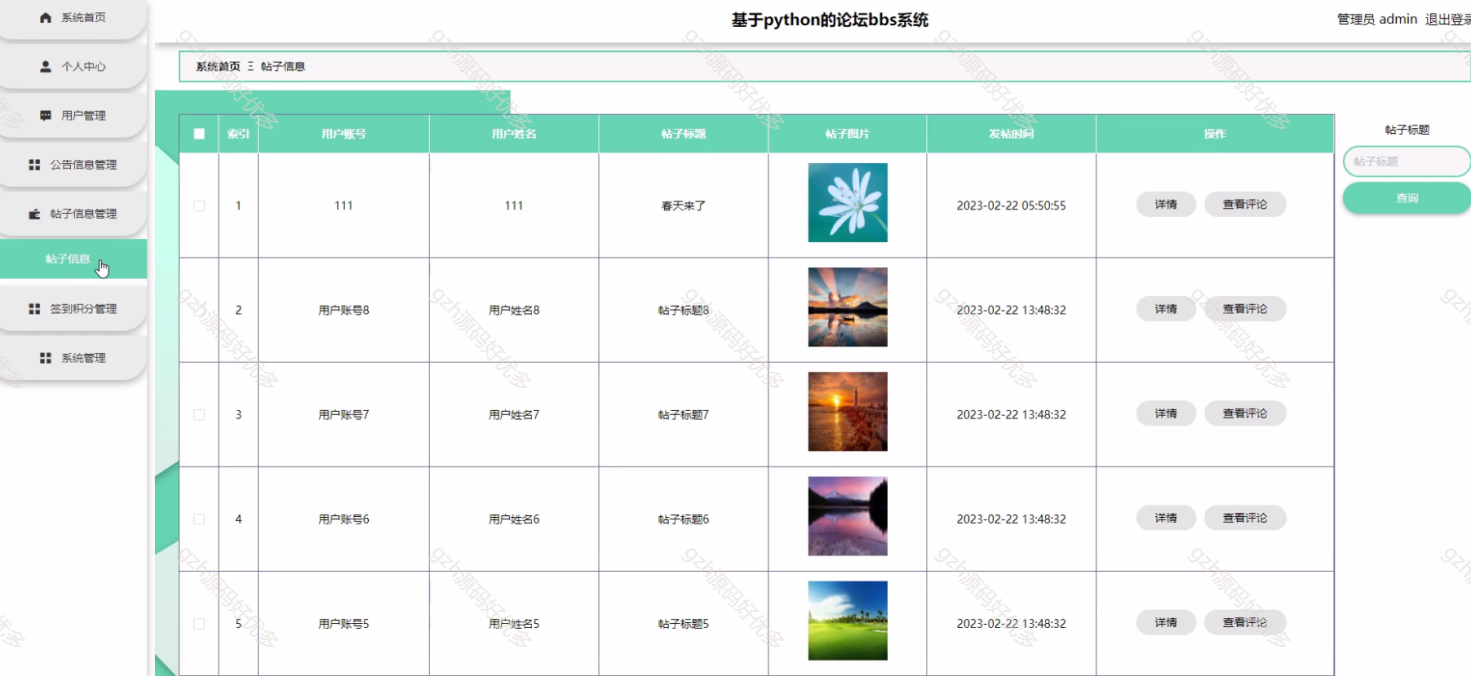 基于python的论坛bbs系统
管理员 admin 退出登录
系统首页
个人中心
用户管理
公告信息管理
帖子信息管理
帖子信息
签到积分管理
系统管理
系统首页 Ξ 帖子信息
索引 用户账号 用户姓名 帖子标题 帖子图片 发帖时间 操作
1 111 111 春天来了 2023-02-22 05:50:55 详情 查看评论
2 用户账号8 用户姓名8 帖子标题8 2023-02-22 13:48:32 详情 查看评论
3 用户账号7 用户姓名7 帖子标题7 2023-02-22 13:48:32 详情 查看评论
4 用户账号6 用户姓名6 帖子标题6 2023-02-22 13:48:32 详情 查看评论
5 用户账号5 用户姓名5 帖子标题5 2023-02-22 13:48:32 详情 查看评论
帖子标题
帖子标题
查询
gzh源码好优多